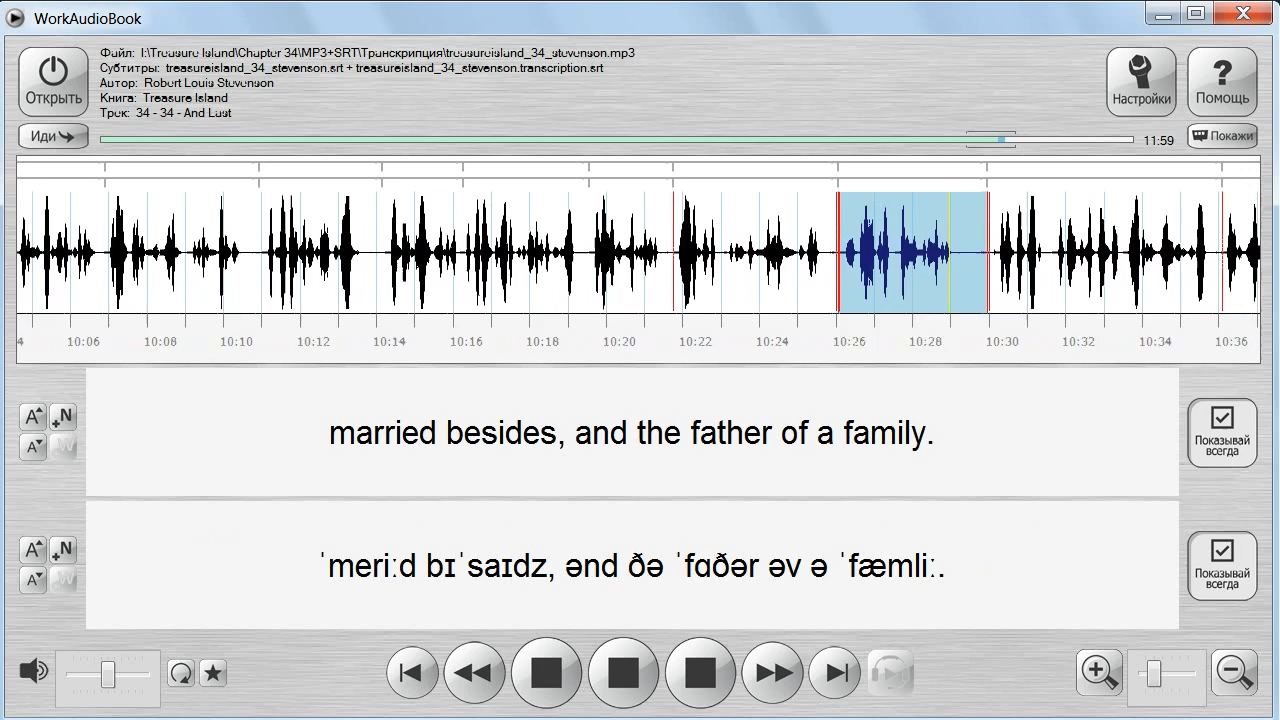 WorkAudioBook
Файл: I:\Treasure Island\Chapter 34\MP3+SRT\Транскрипция\treasureisland_34_stevenson.mp3
Субтитры: treasureisland_34_stevenson.srt + treasureisland_34_stevenson.transcription.srt
Автор: Robert Louis Stevenson
Книга: Treasure Island
Трек: 34 - 34 - And Last
Открыть
Настройки
? Помощь
Иди
11:59
Покажи
4 10:06 10:08 10:10 10:12 10:14 10:16 10:18 10:20 10:22 10:24 10:26 10:28 10:30 10:32 10:34 10:36
A N
married besides, and the father of a family.
Показывай
всегда
A W
A N
ˈmeriːd bɪˈsaɪdz, ənd ðə ˈfɑðər əv ə ˈfæmliː.
Показывай
всегда
A W